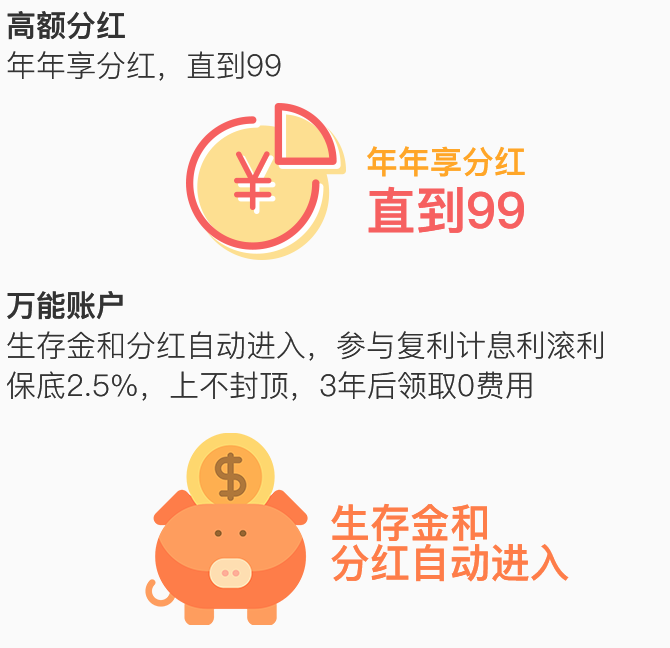 高额分红
年年享分红，直到99
¥
年年享分红
直到99
万能账户
生存金和分红自动进入，参与复利计息利滚利
保底2.5%，上不封顶，3年后领取0费用
$
生存金和
分红自动进入